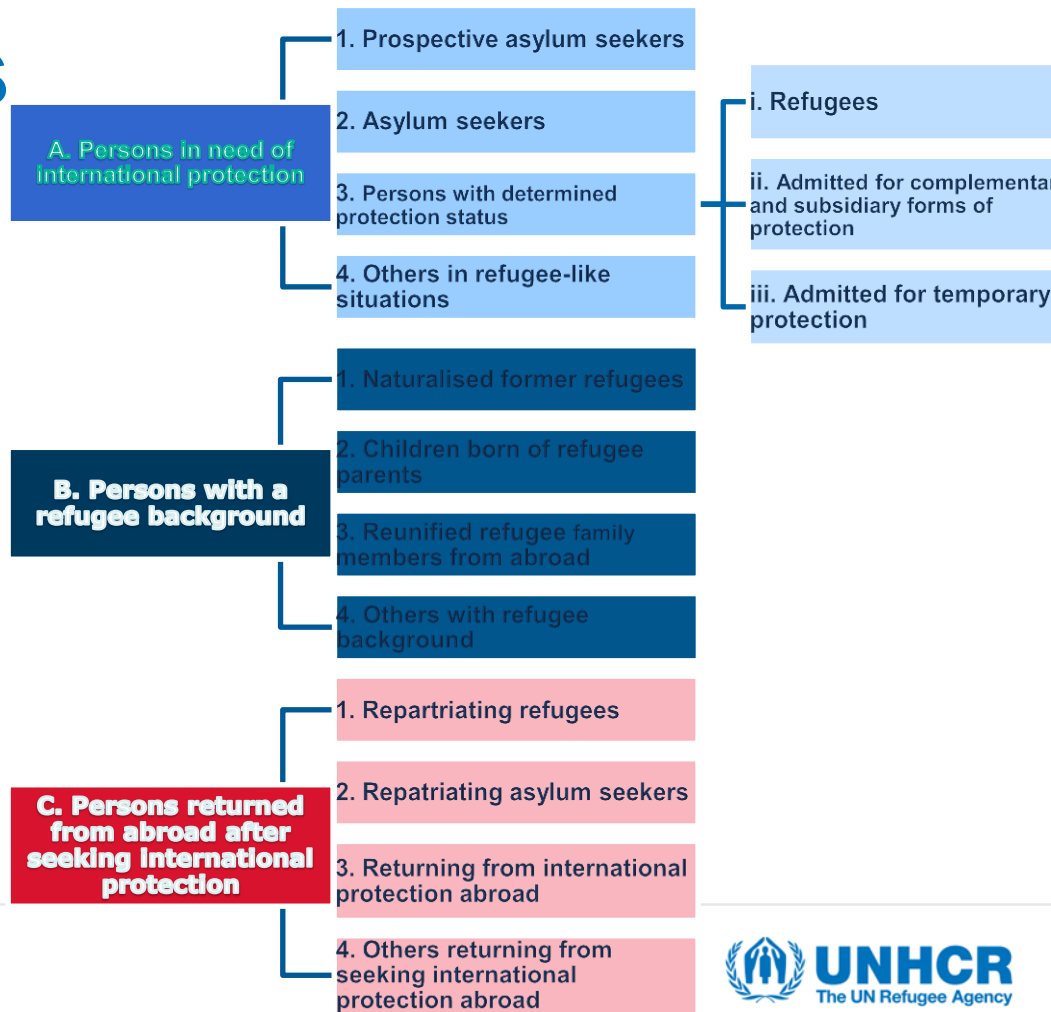 S
A. Persons in need of
international protection
1. Prospective asylum seekers
2. Asylum seekers
3. Persons with determined
protection status
4. Others in refugee-like
situations
i. Refugees
ii. Admitted for complementar
and subsidiary forms of
protection
iii. Admitted for temporary
protection
B. Persons with a
refugee background
1. Naturalised former refugees
2. Children born of refugee
parents
3. Reunified refugee family
members from abroad
4. Others with refugee
background
C. Persons returned
from abroad after
seeking international
protection
1. Repartriating refugees
2. Repatriating asylum seekers
3. Returning from international
protection abroad
4. Others returning from
seeking international
protection abroad
UNHCR
The UN Refugee Agency